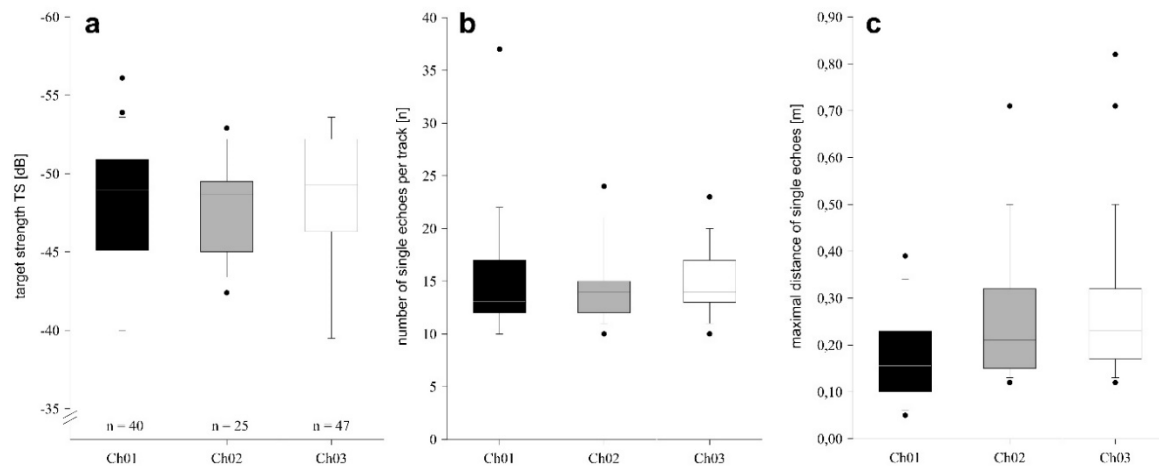 a
target strength TS [dB]
-60
-55
-50
-45
-40
-35
n = 40
n = 25
n = 47
Ch01
Ch02
Ch03
b
number of single echoes per track [n]
40
35
30
25
20
15
10
5
0
Ch01
Ch02
Ch03
c
maximal distance of single echoes [m]
0,90
0,80
0,70
0,60
0,50
0,40
0,30
0,20
0,10
0,00
Ch01
Ch02
Ch03